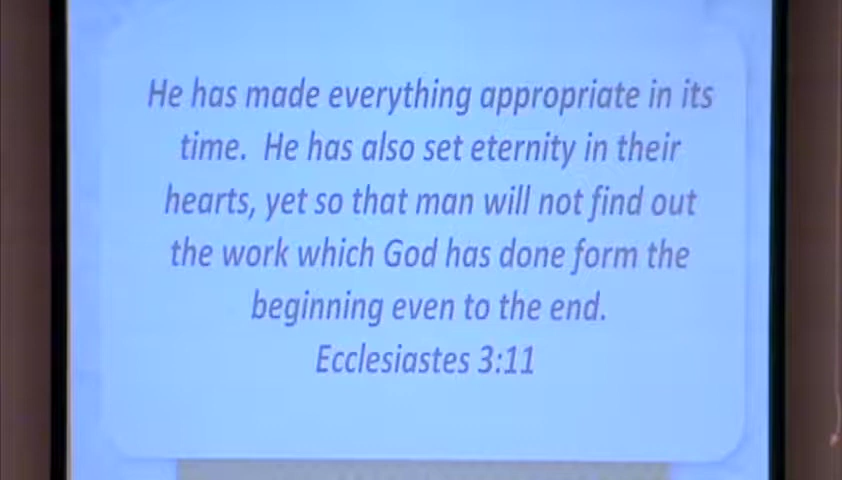 He has made everything appropriate in its
time.  He has also set eternity in their
hearts, yet so that man will not find out
the work which God has done form the
beginning even to the end.
Ecclesiastes 3:11